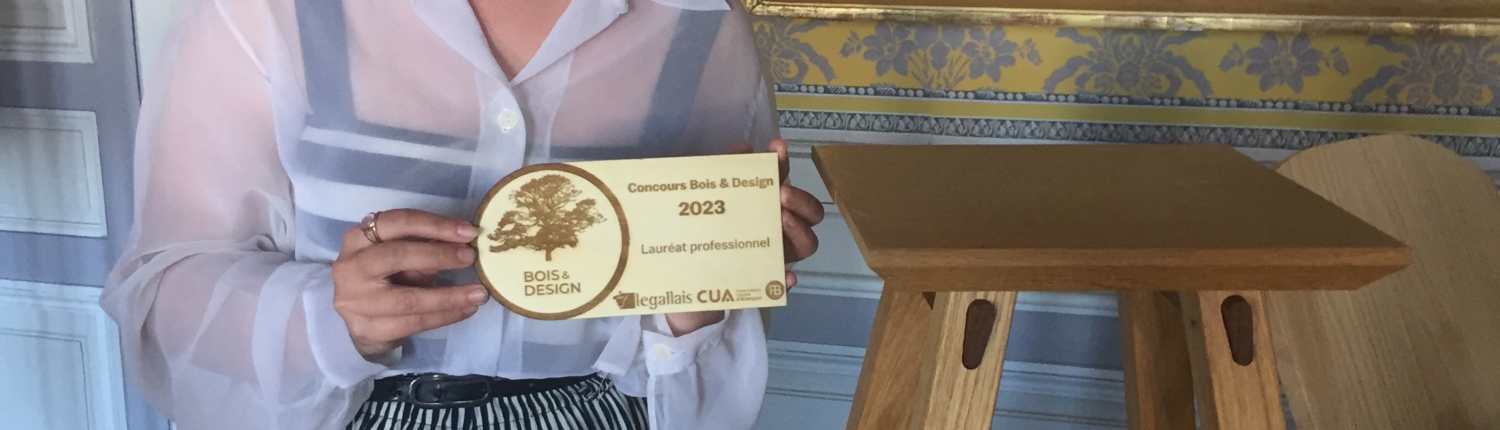 Concours Bois & Design
2023
Lauréat professionnel
BOIS &
DESIGN
legallais CUA